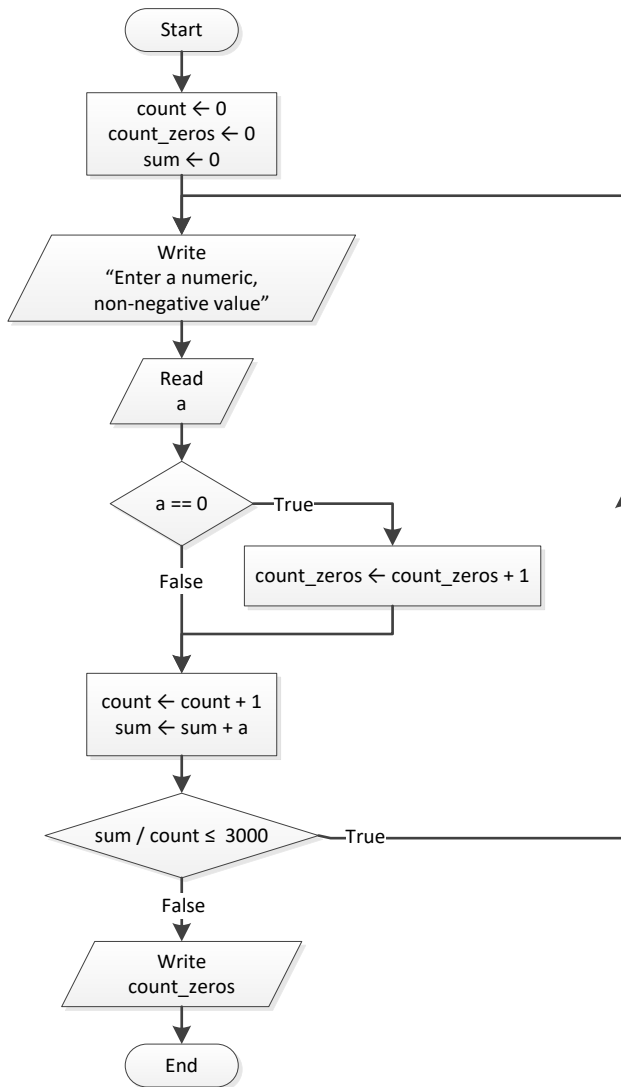 Start
count ← 0
count_zeros ← 0
sum ← 0
Write
“Enter a numeric,
non-negative value”
Read
a
a == 0
True
False
count_zeros ← count_zeros + 1
count ← count + 1
sum ← sum + a
sum / count ≤ 3000
True
False
Write
count_zeros
End